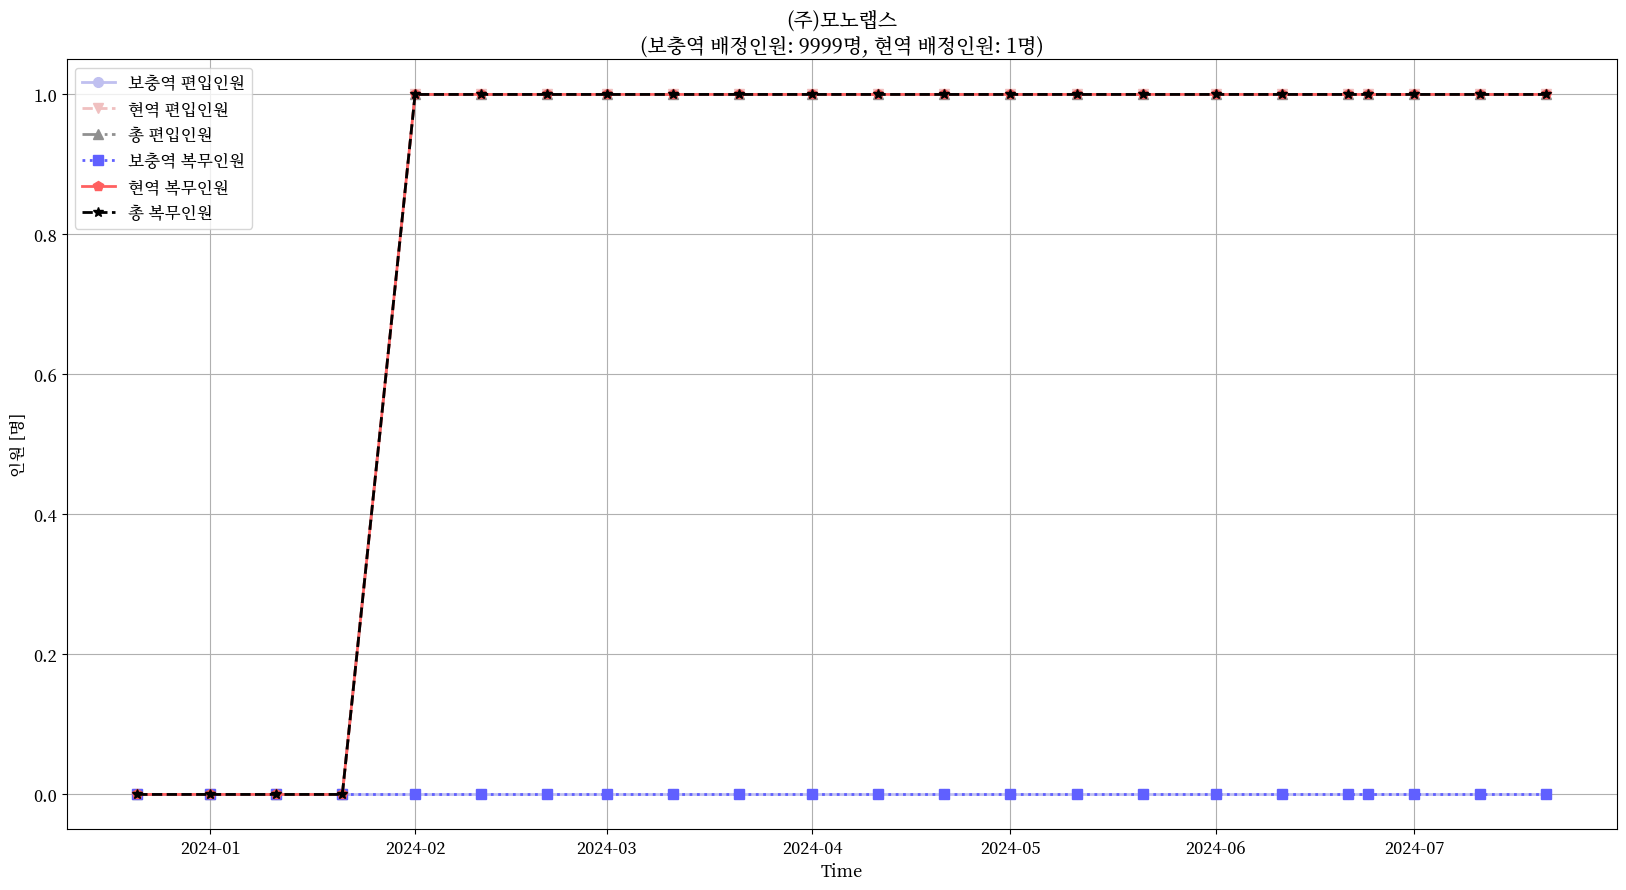 (주)모노랩스
(보충역 배정인원: 9999명, 현역 배정인원: 1명)
보충역 편입인원
현역 편입인원
총 편입인원
보충역 복무인원
현역 복무인원
총 복무인원
1.0
0.8
0.6
0.4
0.2
0.0
인원 [명]
2024-01
2024-02
2024-03
2024-04
2024-05
2024-06
2024-07
Time